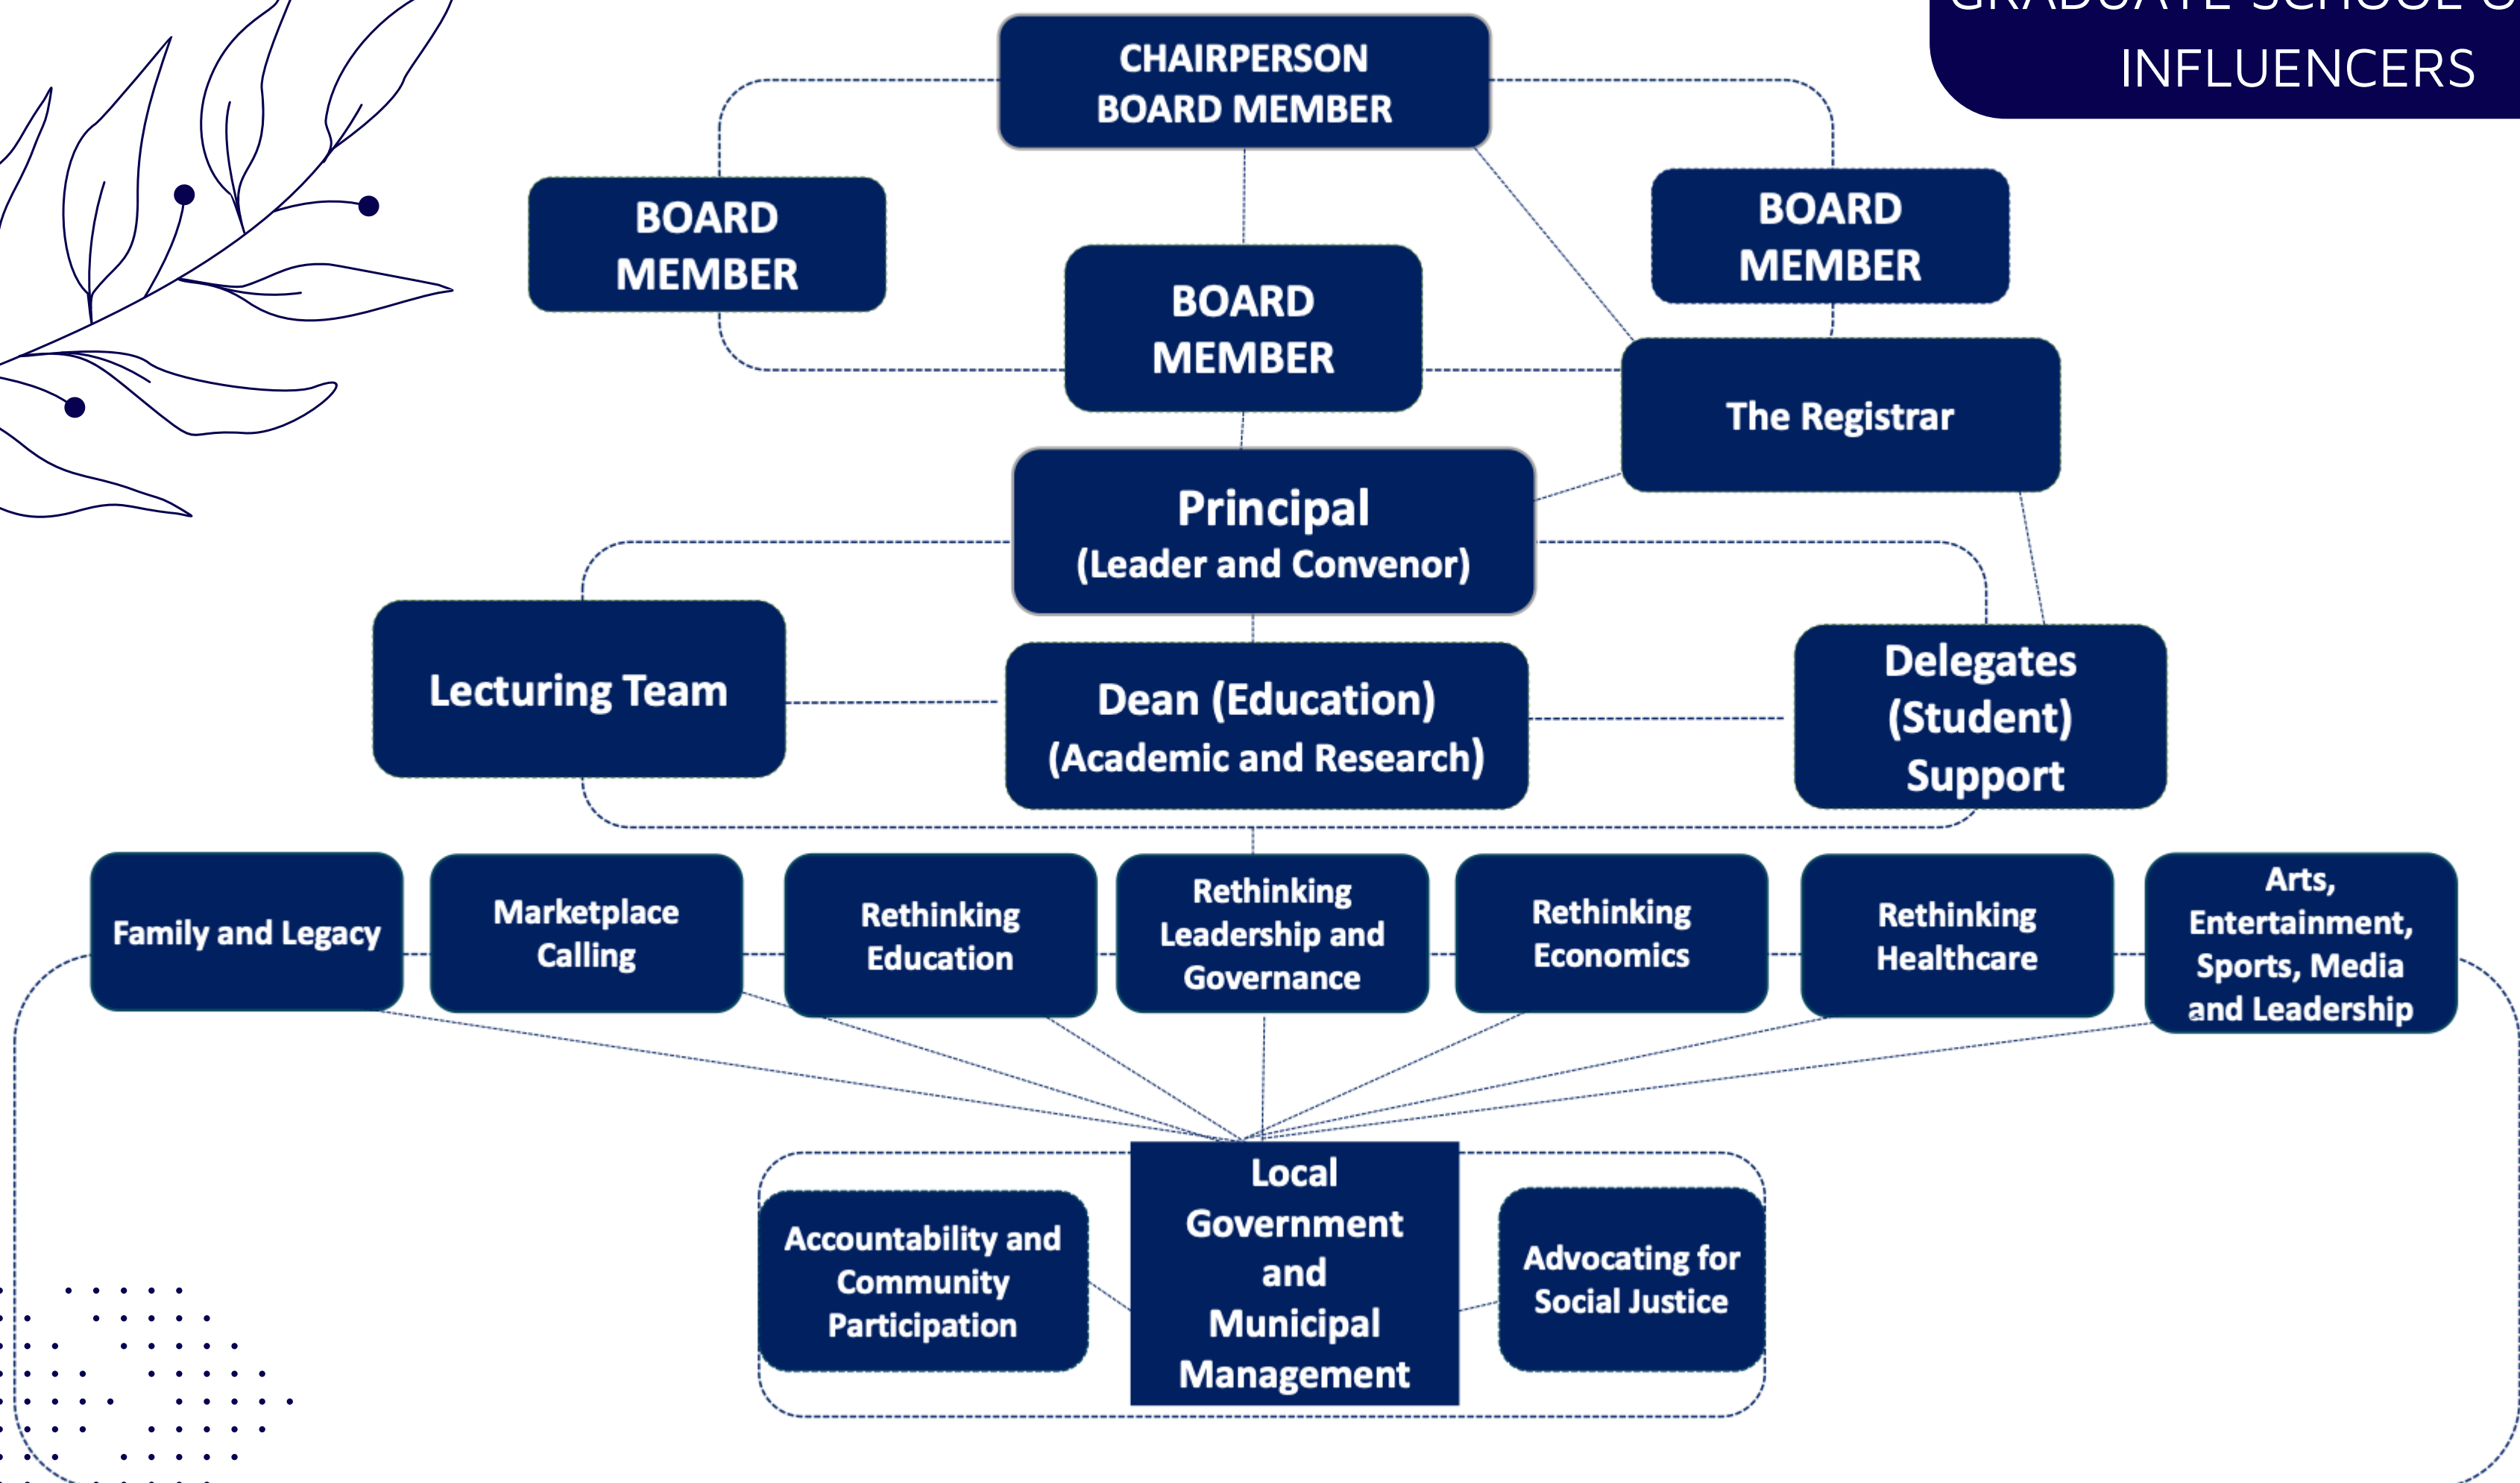 GRADUATE SCHOOL
INFLUENCERS
CHAIRPERSON
BOARD MEMBER
BOARD
MEMBER
BOARD
MEMBER
BOARD
MEMBER
The Registrar
Principal
(Leader and Convenor)
Lecturing Team
Dean (Education)
(Academic and Research)
Delegates
(Student)
Support
Family and Legacy
Marketplace
Calling
Rethinking
Education
Rethinking
Leadership and
Governance
Rethinking
Economics
Rethinking
Healthcare
Arts,
Entertainment,
Sports, Media
and Leadership
Accountability and
Community
Participation
Local
Government
and
Municipal
Management
Advocating for
Social Justice